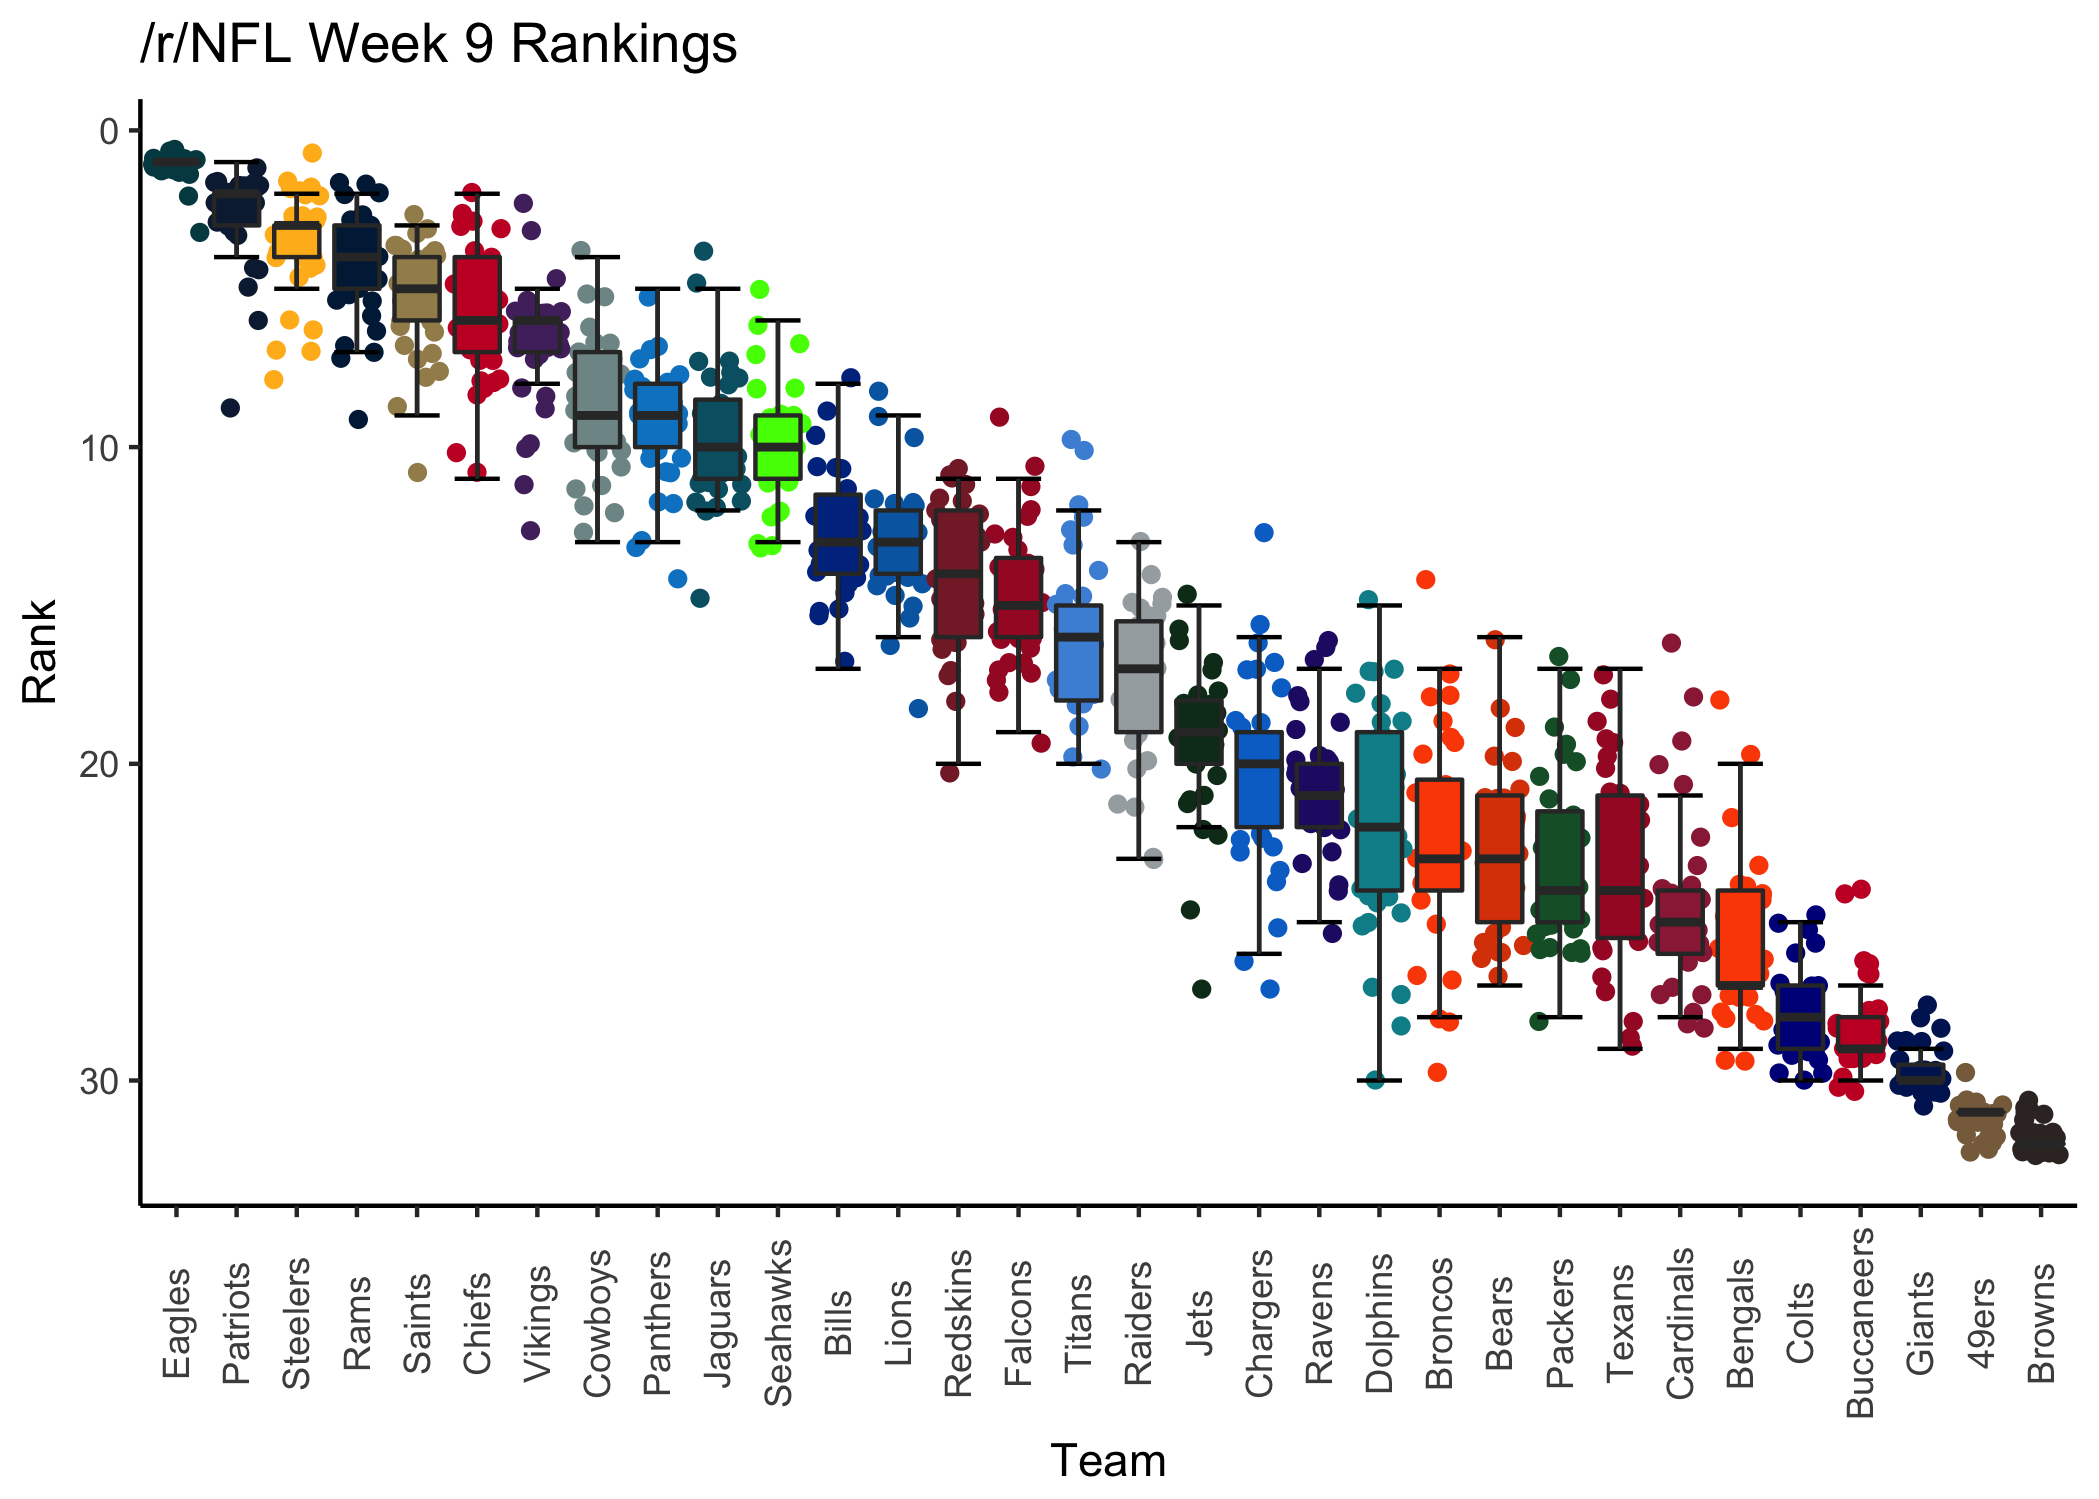 /r/NFL Week 9 Rankings
Rank
0
10
20
30
Eagles
Patriots
Steelers
Rams
Saints
Chiefs
Vikings
Cowboys
Panthers
Jaguars
Seahawks
Bills
Lions
Redskins
Falcons
Titans
Raiders
Jets
Chargers
Ravens
Dolphins
Broncos
Bears
Packers
Texans
Cardinals
Bengals
Colts
Buccaneers
Giants
49ers
Browns
Team